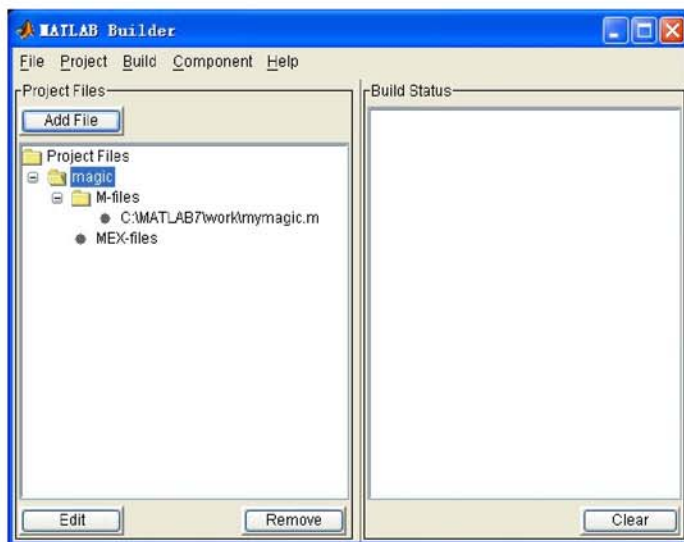 MATLAB Builder
File Project Build Component Help
Project Files
Add File
Project Files
magic
M-files
C:\MATLAB7\work\mymagic.m
MEX-files
Edit
Remove
Build Status
Clear